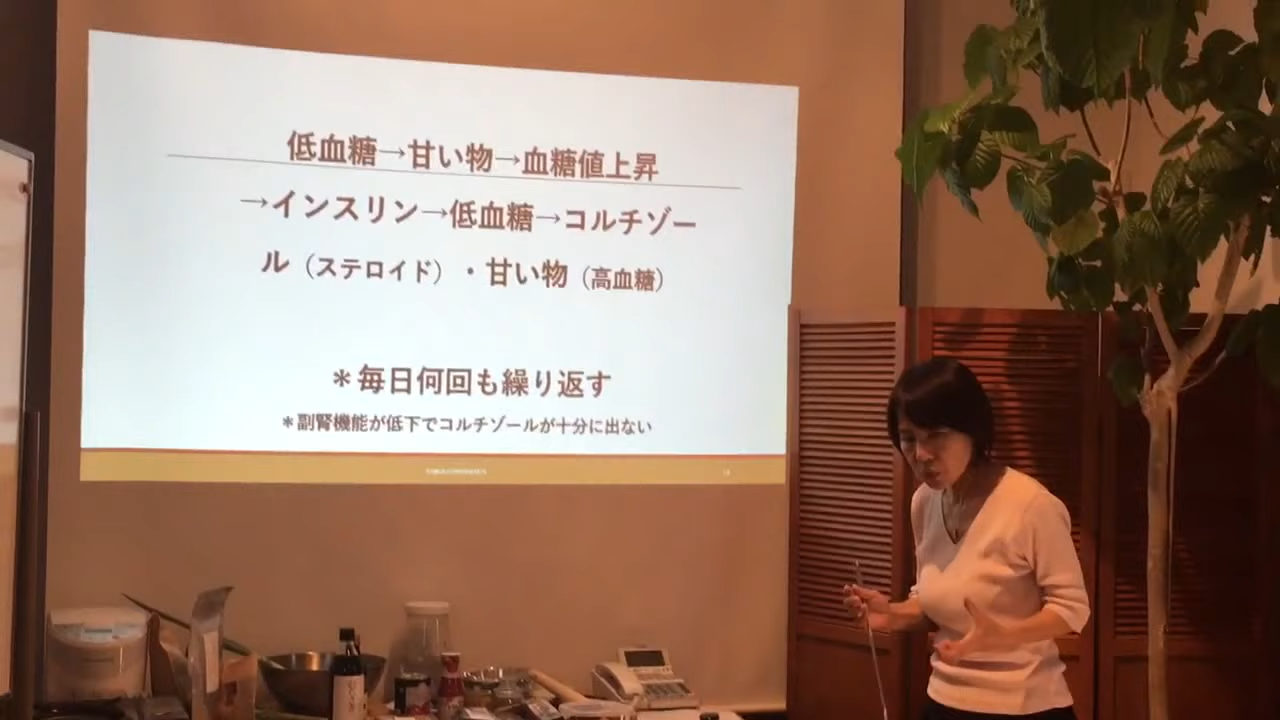 低血糖→甘い物→血糖値上昇
→インスリン→低血糖→コルチゾー
ル（ステロイド）・甘い物（高血糖）
＊毎日何回も繰り返す
＊副腎機能が低下でコルチゾールが十分に出ない